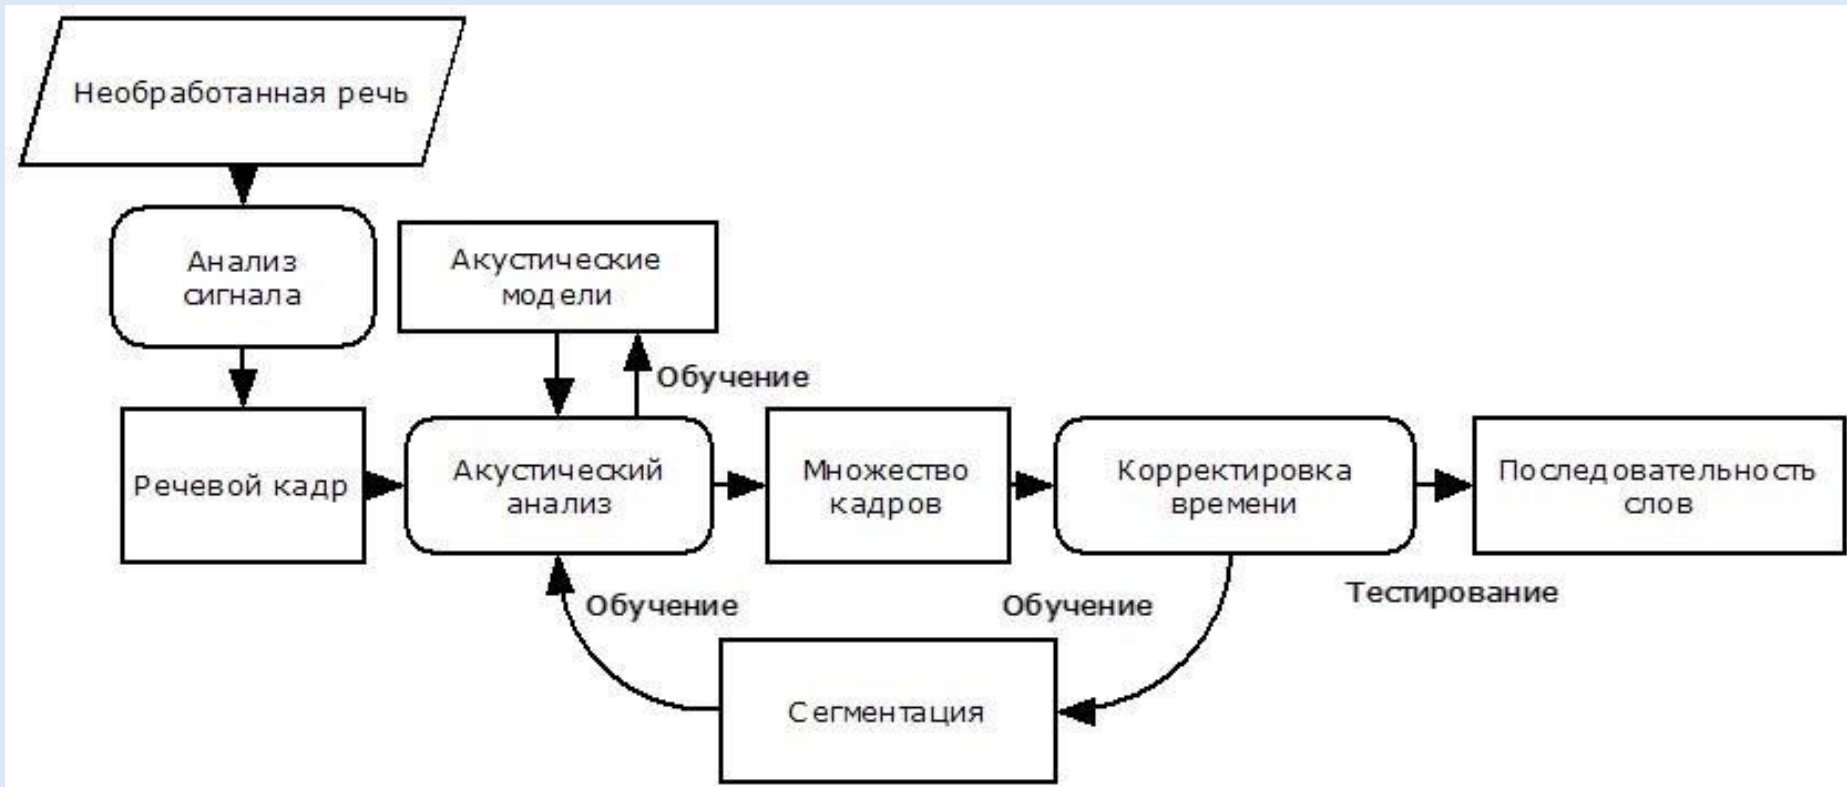 Необработанная речь
Анализ
сигнала
Акустические
модели
Обучение
Речевой кадр
Акустический
анализ
Множество
кадров
Корректировка
времени
Последовательность
слов
Обучение
Обучение
Тестирование
Сегментация